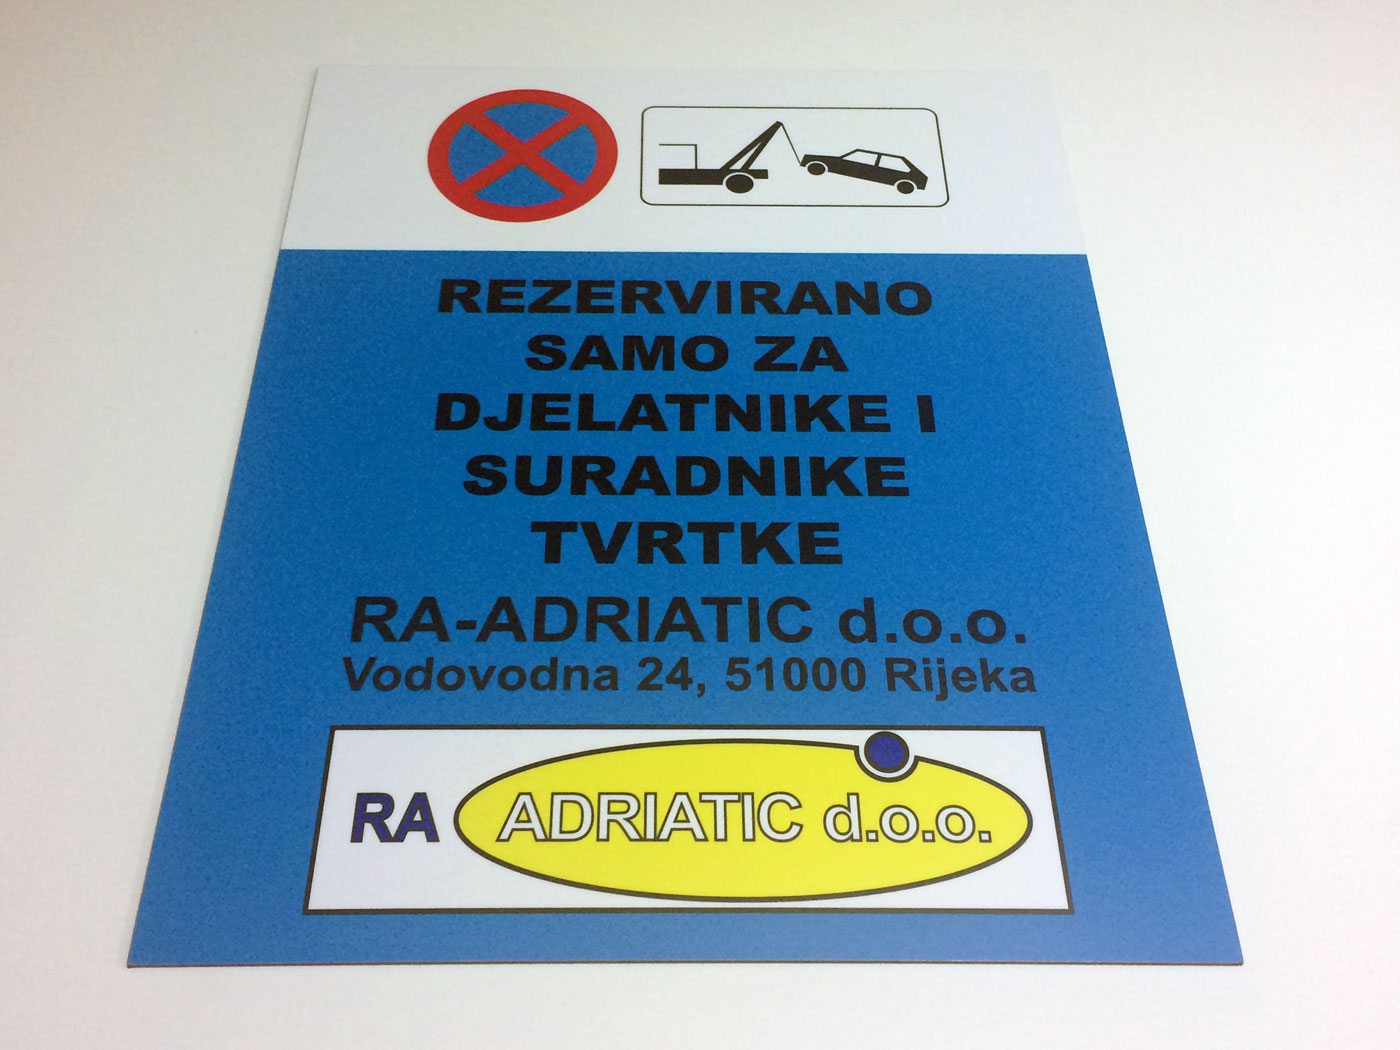 REZERVIRANO
SAMO ZA
DJELATNIKE I
SURADNIKE
TVRTKE
RA-ADRIATIC d.o.o.
Vodovodna 24, 51000 Rijeka
RA ADRIATIC d.o.o.